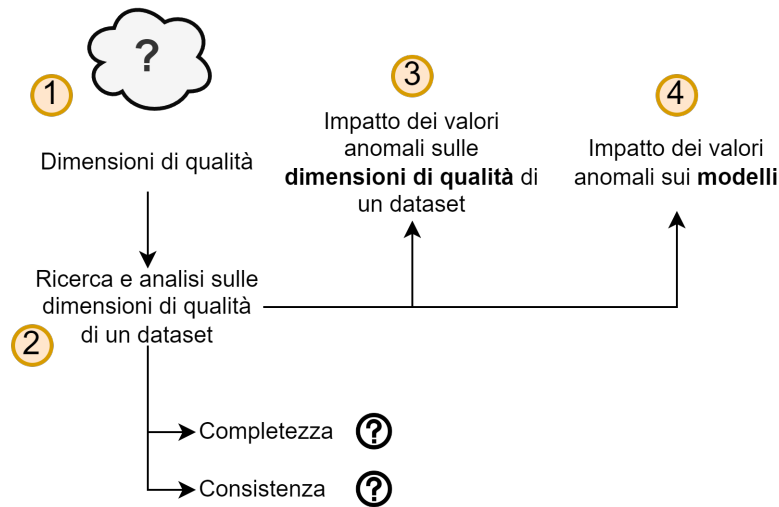 ?
1
Dimensioni di qualità
3
Impatto dei valori
anomali sulle
dimensioni di qualità di
un dataset
4
Impatto dei valori
anomali sui modelli
Ricerca e analisi sulle
dimensioni di qualità
di un dataset
2
Completezza ?
Consistenza ?